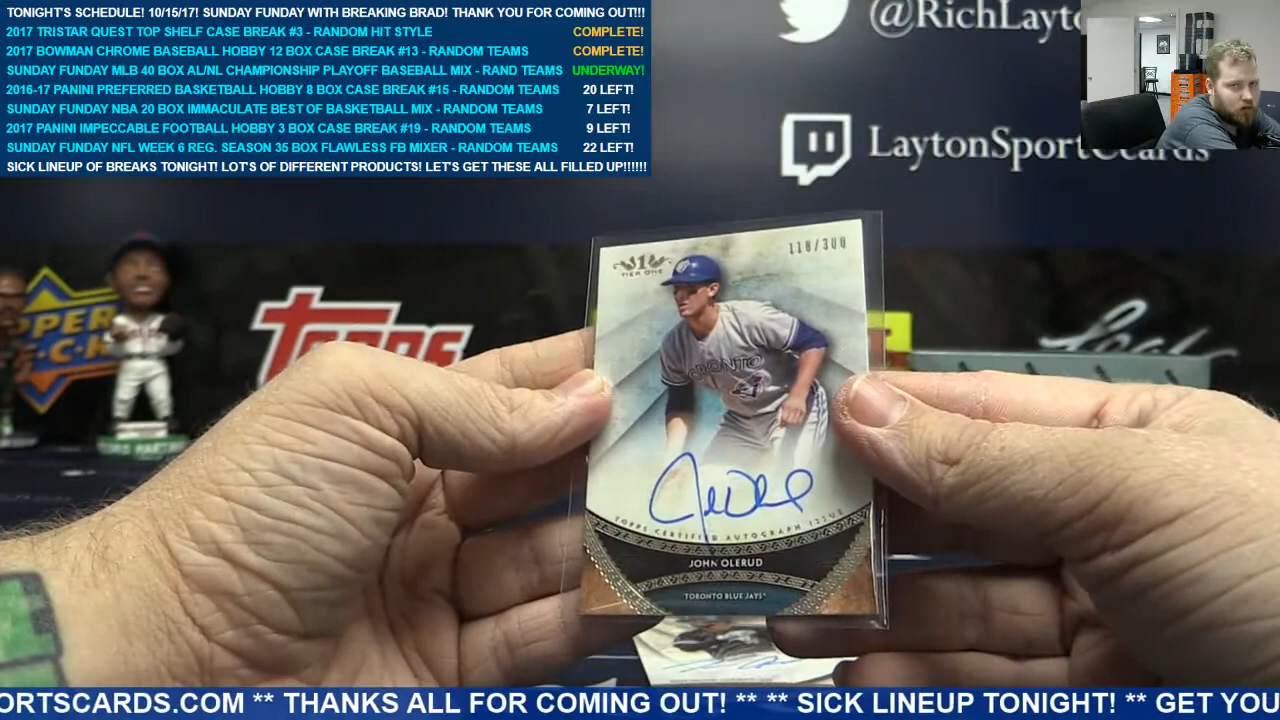 TONIGHT'S SCHEDULE! 10/15/17! SUNDAY FUNDAY WITH BREAKING BRAD! THANK YOU FOR COMING OUT!!!
2017 TRISTAR QUEST TOP SHELF CASE BREAK #3 - RANDOM HIT STYLE COMPLETE!
2017 BOWMAN CHROME BASEBALL HOBBY 12 BOX CASE BREAK #13 - RANDOM TEAMS COMPLETE!
SUNDAY FUNDAY MLB 40 BOX AL/NL CHAMPIONSHIP PLAYOFF BASEBALL MIX - RAND TEAMS UNDERWAY!
2016-17 PANINI PREFERRED BASKETBALL HOBBY 8 BOX CASE BREAK #15 - RANDOM TEAMS 20 LEFT!
SUNDAY FUNDAY NBA 20 BOX IMMACULATE BEST OF BASKETBALL MIX - RANDOM TEAMS 7 LEFT!
2017 PANINI IMPECCABLE FOOTBALL HOBBY 3 BOX CASE BREAK #19 - RANDOM TEAMS 9 LEFT!
SUNDAY FUNDAY NFL WEEK 6 REG. SEASON 35 BOX FLAWLESS FB MIXER - RANDOM TEAMS 22 LEFT!
SICK LINEUP OF BREAKS TONIGHT! LOT'S OF DIFFERENT PRODUCTS! LET'S GET THESE ALL FILLED UP!!!!!!
@RichLayto
LaytonSportsCards
118/300
1
TIER ONE
TORONTO
TOPPS
Leaf
TOPPS CERTIFIED AUTOGRAPH ISSUE
JOHN OLERUD
TORONTO BLUE JAYS
ORTSCARDS.COM ** THANKS ALL FOR COMING OUT! ** ** SICK LINEUP TONIGHT! ** GET YOU